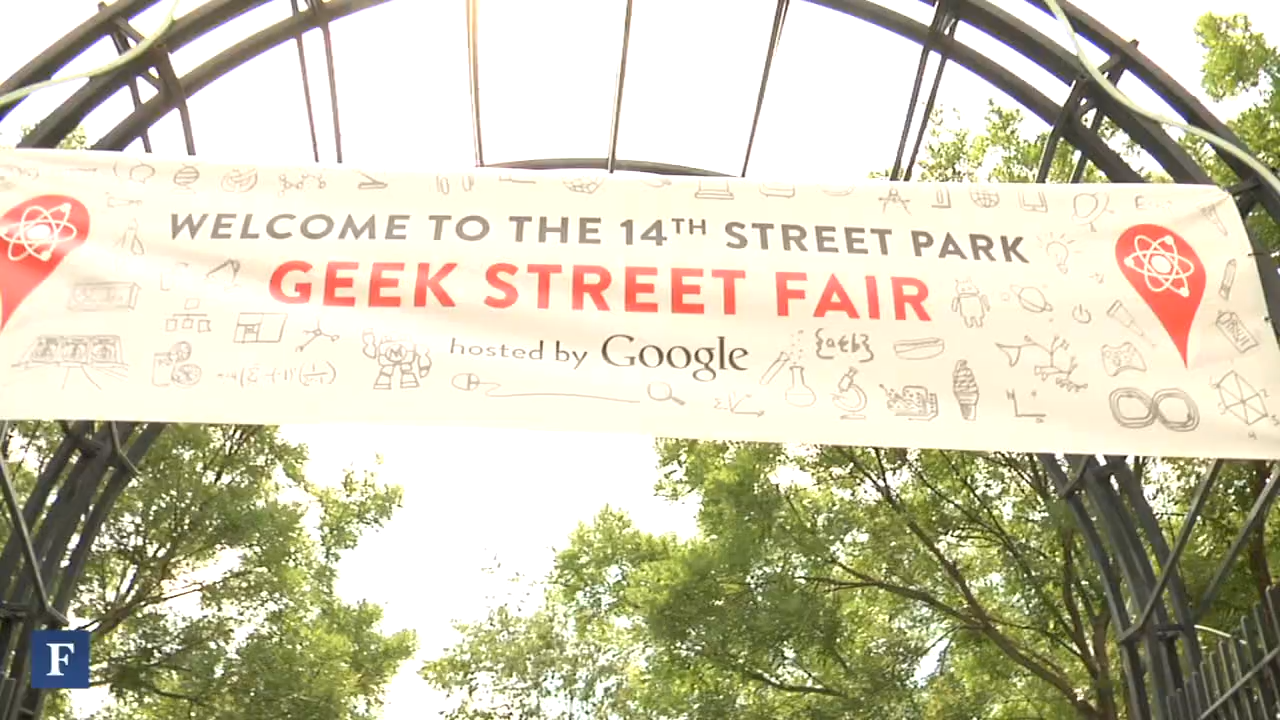 WELCOME TO THE 14TH STREET PARK
GEEK STREET FAIR
hosted by Google
{a+b}
F